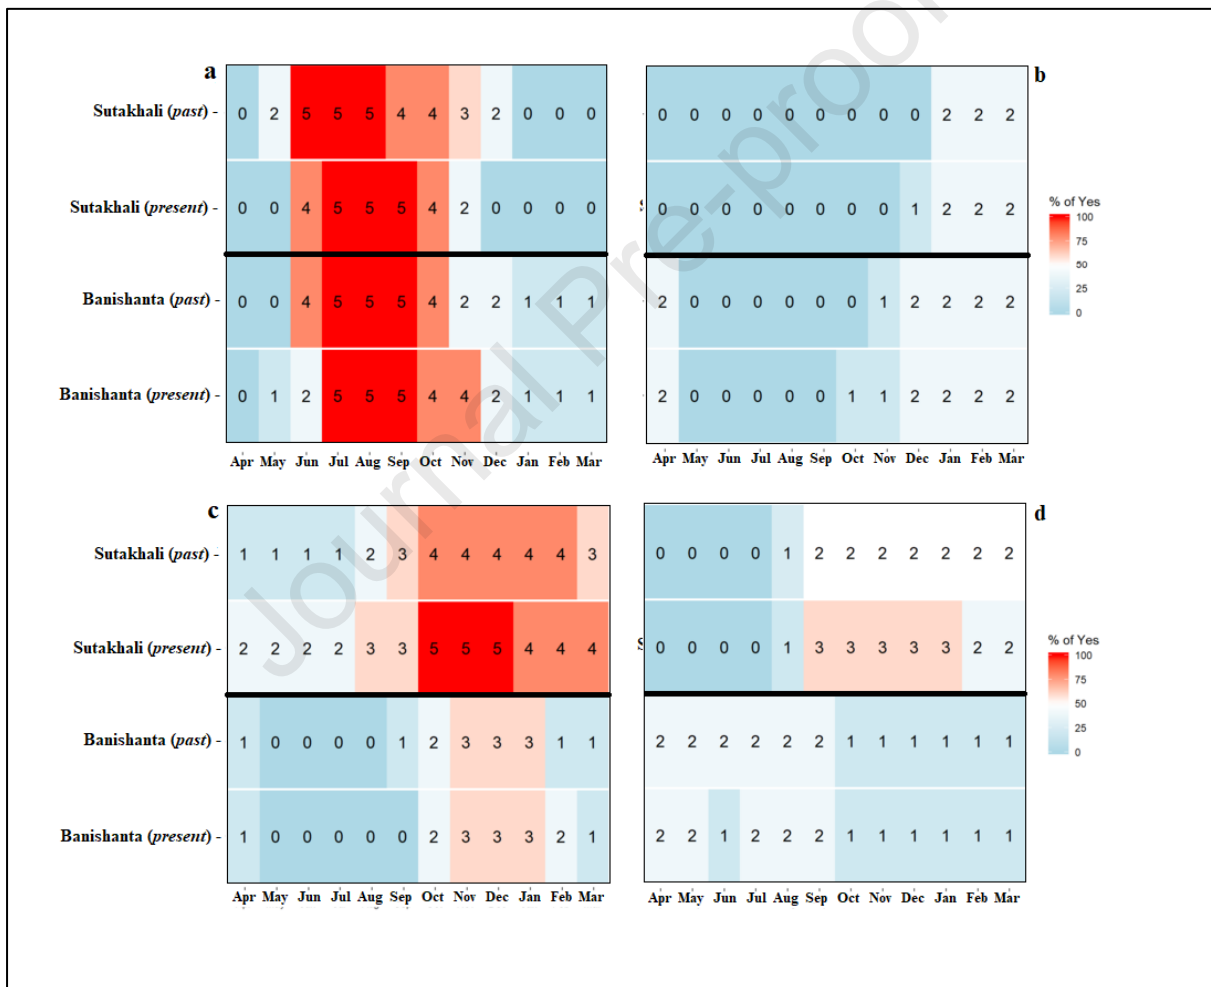 a
Sutakhali (past) - 0 2 5 5 5 4 4 3 2 0 0 0
Sutakhali (present) - 0 0 4 5 5 5 4 2 0 0 0 0
Banishanta (past) - 0 0 4 5 5 5 4 2 2 1 1 1
Banishanta (present) - 0 1 2 5 5 5 4 4 2 1 1 1
Apr May Jun Jul Aug Sep Oct Nov Dec Jan Feb Mar
b
0 0 0 0 0 0 0 0 0 2 2 2
0 0 0 0 0 0 0 0 1 2 2 2
2 0 0 0 0 0 0 1 2 2 2 2
2 0 0 0 0 0 1 1 2 2 2 2
Apr May Jun Jul Aug Sep Oct Nov Dec Jan Feb Mar
% of Yes
100
75
50
25
0
c
Sutakhali (past) - 1 1 1 1 2 3 4 4 4 4 4 3
Sutakhali (present) - 2 2 2 2 3 3 5 5 5 4 4 4
Banishanta (past) - 1 0 0 0 0 1 2 3 3 3 1 1
Banishanta (present) - 1 0 0 0 0 0 2 3 3 3 2 1
Apr May Jun Jul Aug Sep Oct Nov Dec Jan Feb Mar
d
0 0 0 0 1 2 2 2 2 2 2 2
0 0 0 0 1 3 3 3 3 3 2 2
2 2 2 2 2 2 1 1 1 1 1 1
2 2 1 2 2 2 1 1 1 1 1 1
Apr May Jun Jul Aug Sep Oct Nov Dec Jan Feb Mar
% of Yes
100
75
50
25
0
Journal Pre-proof